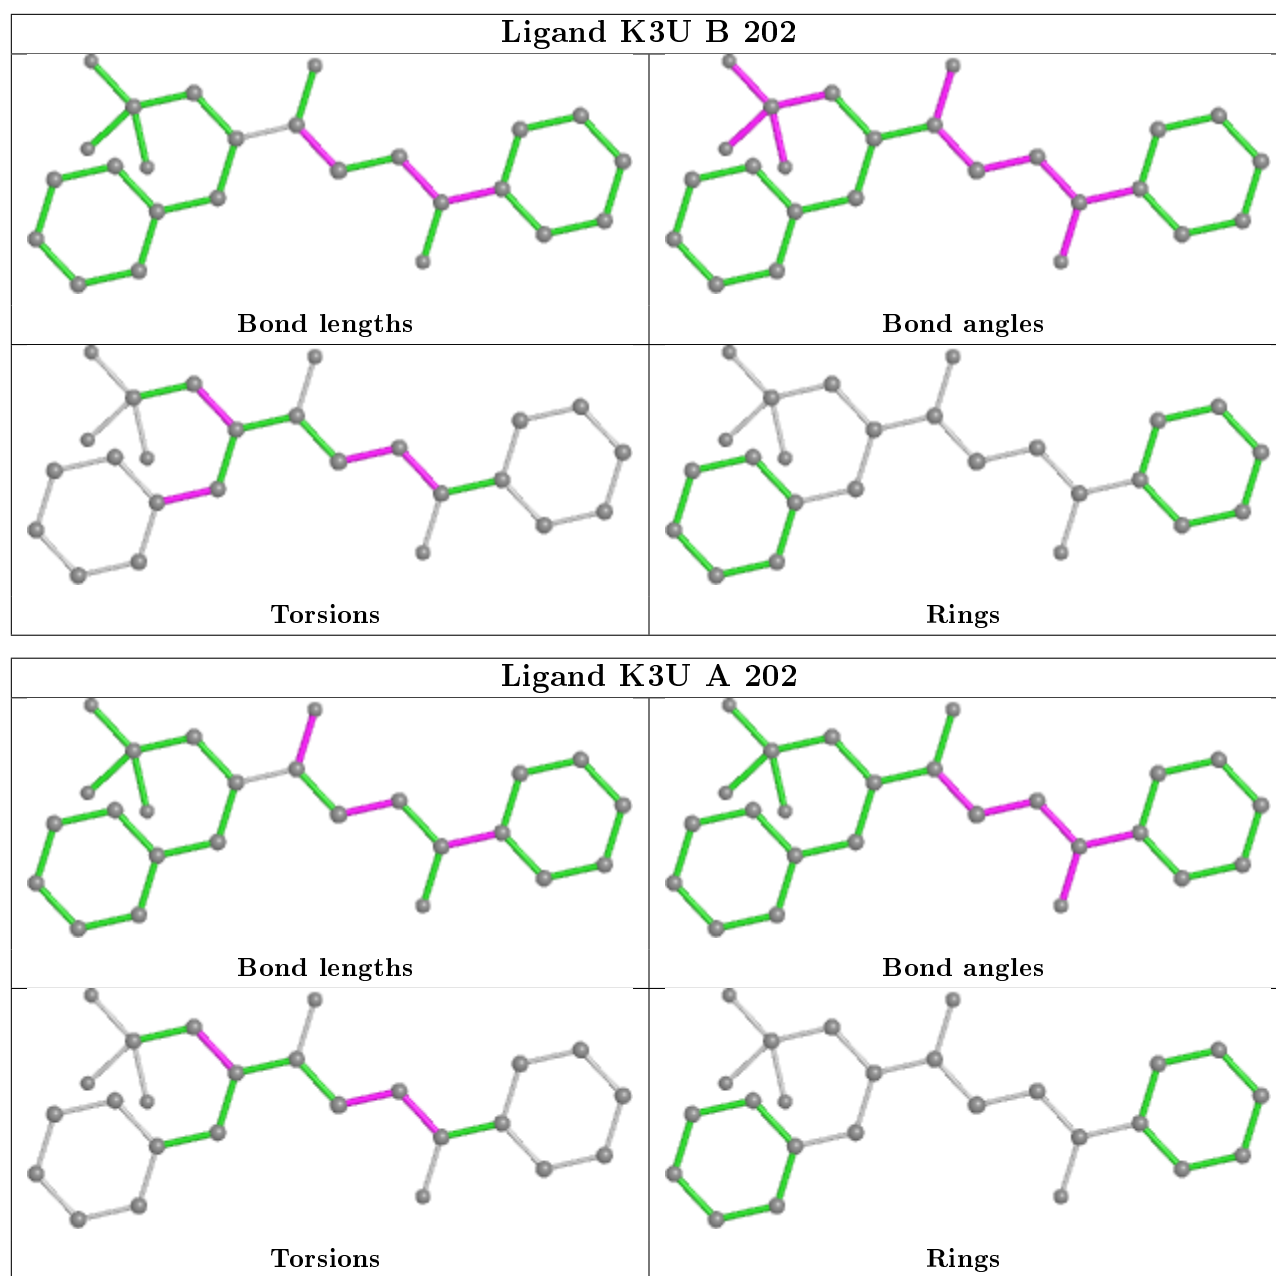 Ligand K3U B 202
Bond lengths
Bond angles
Torsions
Rings
Ligand K3U A 202
Bond lengths
Bond angles
Torsions
Rings